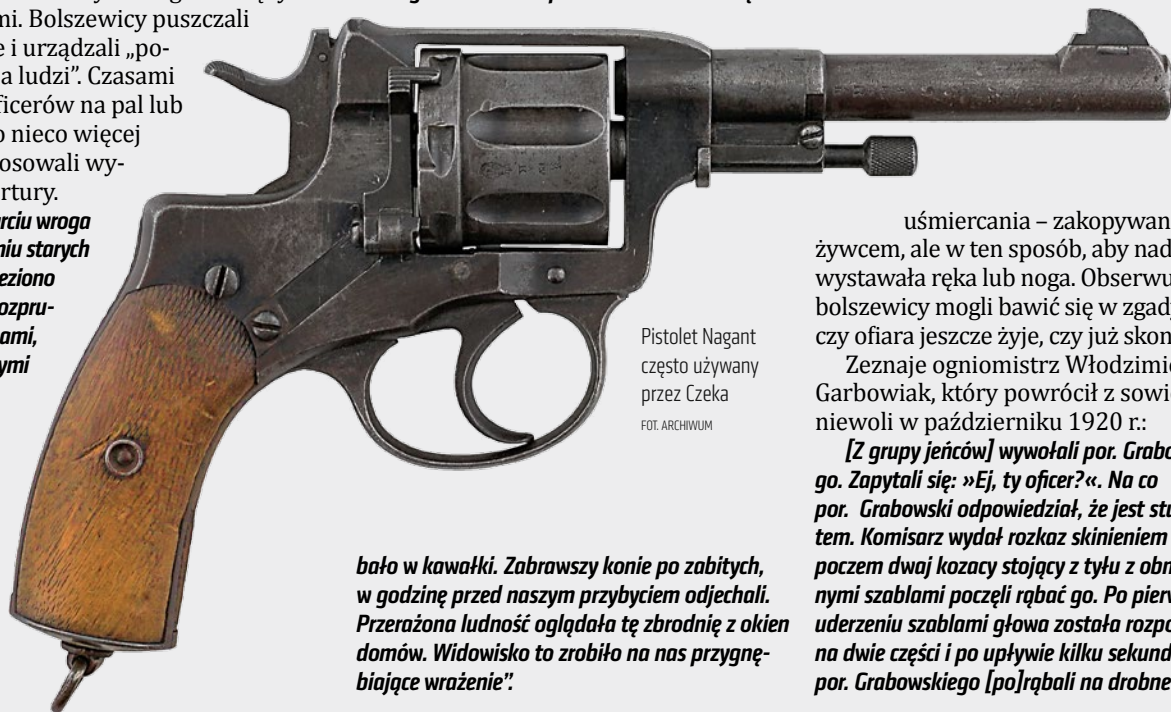 mi. Bolszewicy puszczali
e i urządzali „po-
a ludzi”. Czasami
ficerów na pal lub
o nieco więcej
osowali wy-
rtury.
arciu wroga
niu starych
eziono
ozpru-
ami,
ymi
Pistolet Nagant
często używany
przez Czeka
FOT. ARCHIWUM
bało w kawałki. Zabrawszy konie po zabitych,
w godzinę przed naszym przybyciem odjechali.
Przerażona ludność oglądała tę zbrodnię z okien
domów. Widowisko to zrobiło na nas przygnę-
biające wrażenie”.
uśmiercania – zakopywan
żywcem, ale w ten sposób, aby nad
wystawała ręka lub noga. Obserwu
bolszewicy mogli bawić się w zgady
czy ofiara jeszcze żyje, czy już skon
Zeznaje ogniomistrz Włodzimie
Garbowiak, który powrócił z sowie
niewoli w październiku 1920 r.:
[Z grupy jeńców] wywołali por. Grabo
go. Zapytali się: »Ej, ty oficer?«. Na co
por. Grabowski odpowiedział, że jest stu
tem. Komisarz wydał rozkaz skinieniem
poczem dwaj kozacy stojący z tyłu z obn
nymi szablami poczęli rąbać go. Po pierw
uderzeniu szablami głowa została rozpo
na dwie części i po upływie kilku sekund
por. Grabowskiego [po]rąbali na drobne